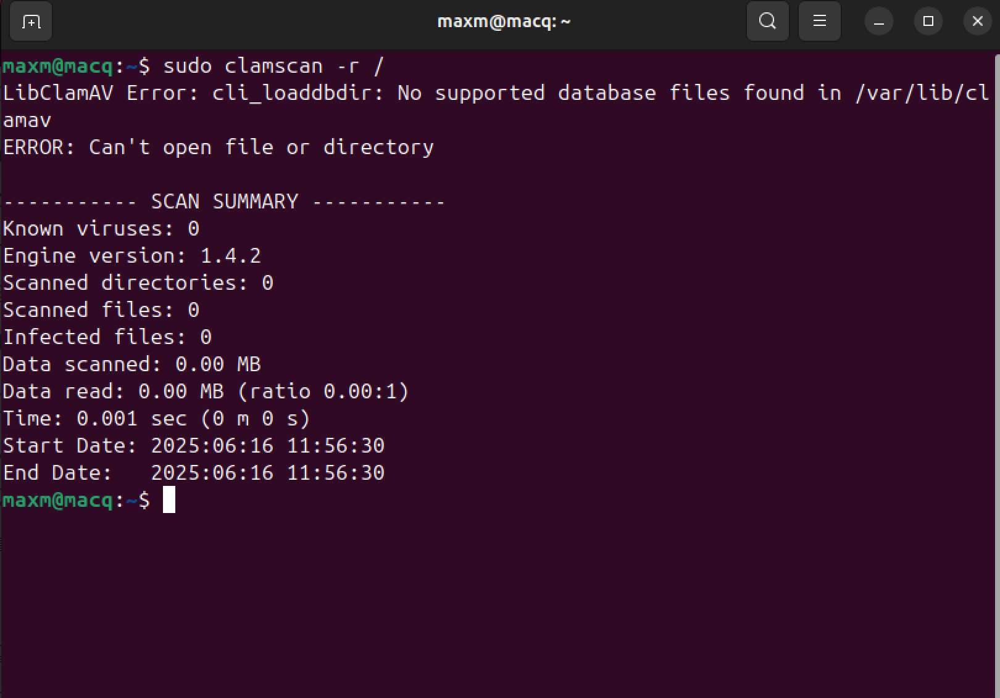 maxm@macq: ~
maxm@macq:~$ sudo clamscan -r /
LibClamAV Error: cli_loaddbdir: No supported database files found in /var/lib/cl
amav
ERROR: Can't open file or directory
----------- SCAN SUMMARY -----------
Known viruses: 0
Engine version: 1.4.2
Scanned directories: 0
Scanned files: 0
Infected files: 0
Data scanned: 0.00 MB
Data read: 0.00 MB (ratio 0.00:1)
Time: 0.001 sec (0 m 0 s)
Start Date: 2025:06:16 11:56:30
End Date:   2025:06:16 11:56:30
maxm@macq:~$